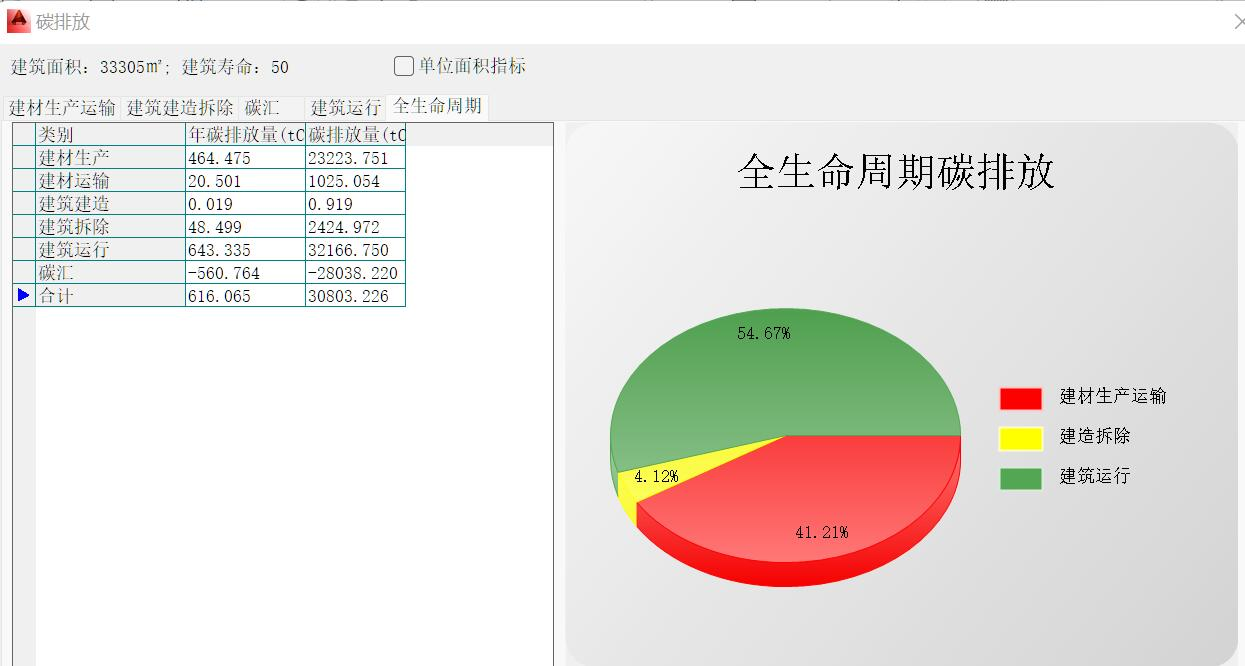 碳排放
建筑面积: 33305㎡; 建筑寿命: 50
单位面积指标
建材生产运输 建筑建造拆除 碳汇 建筑运行 全生命周期
类别 年碳排放量(tC 碳排放量(tC
建材生产 464.475 23223.751
建材运输 20.501 1025.054
建筑建造 0.019 0.919
建筑拆除 48.499 2424.972
建筑运行 643.335 32166.750
碳汇 -560.764 -28038.220
合计 616.065 30803.226
全生命周期碳排放
54.67%
4.12%
41.21%
建材生产运输
建造拆除
建筑运行